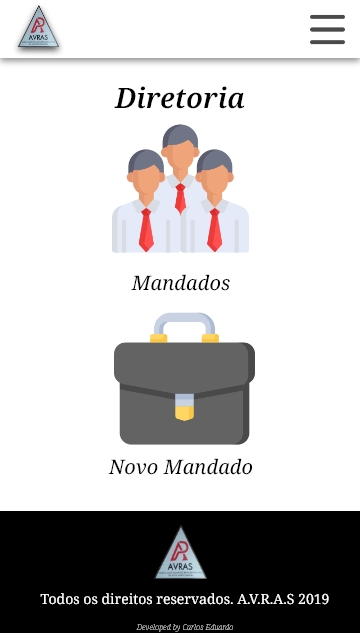 AVRAS
Diretoria
Mandados
Novo Mandado
AVRAS
Todos os direitos reservados. A.V.R.A.S 2019
Developed by Carlos Eduardo